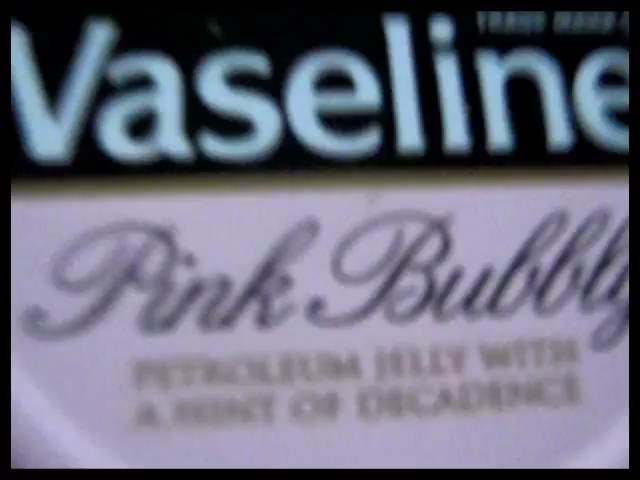 TRADE MARK
Vaseline
Pink Bubbly
PETROLEUM JELLY WITH
A HINT OF DECADENCE